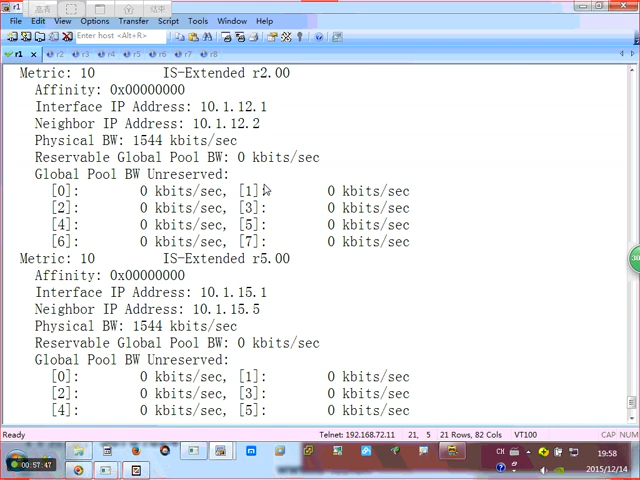 r1
高清
结束
File Edit Options Transfer Script Tools Window Help
Enter host <Alt+R>
r1 r2 r3 r4 r5 r6 r7 r8
Metric: 10 IS-Extended r2.00
Affinity: 0x00000000
Interface IP Address: 10.1.12.1
Neighbor IP Address: 10.1.12.2
Physical BW: 1544 kbits/sec
Reservable Global Pool BW: 0 kbits/sec
Global Pool BW Unreserved:
[0]: 0 kbits/sec, [1]: 0 kbits/sec
[2]: 0 kbits/sec, [3]: 0 kbits/sec
[4]: 0 kbits/sec, [5]: 0 kbits/sec
[6]: 0 kbits/sec, [7]: 0 kbits/sec
Metric: 10 IS-Extended r5.00
Affinity: 0x00000000
Interface IP Address: 10.1.15.1
Neighbor IP Address: 10.1.15.5
Physical BW: 1544 kbits/sec
Reservable Global Pool BW: 0 kbits/sec
Global Pool BW Unreserved:
[0]: 0 kbits/sec, [1]: 0 kbits/sec
[2]: 0 kbits/sec, [3]: 0 kbits/sec
[4]: 0 kbits/sec, [5]: 0 kbits/sec
Ready Telnet: 192.168.72.11 21, 5 21 Rows, 82 Cols VT100 CAP NUM
CH 19:58
00:57:47 2015/12/14